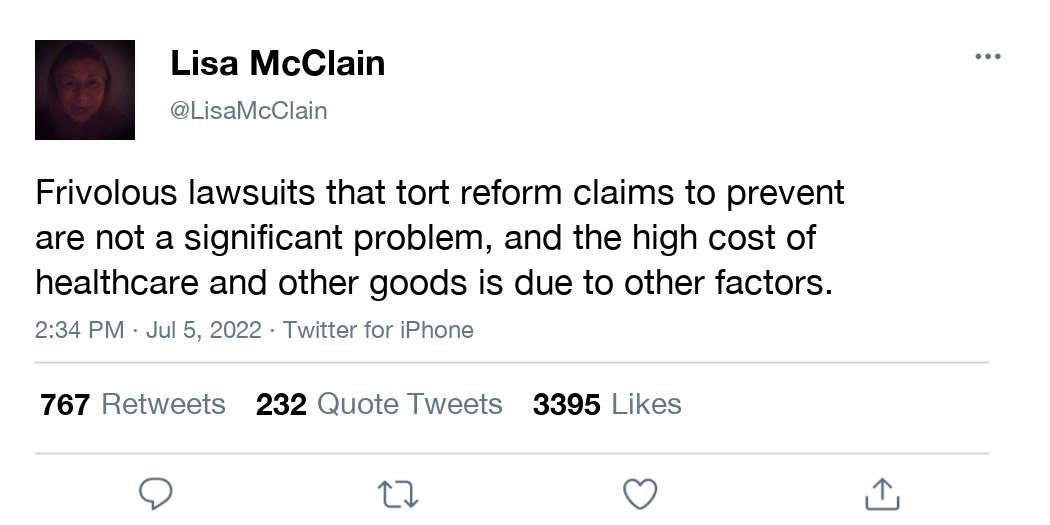 Lisa McClain
@LisaMcClain
Frivolous lawsuits that tort reform claims to prevent
are not a significant problem, and the high cost of
healthcare and other goods is due to other factors.
2:34 PM · Jul 5, 2022 · Twitter for iPhone
767 Retweets 232 Quote Tweets 3395 Likes